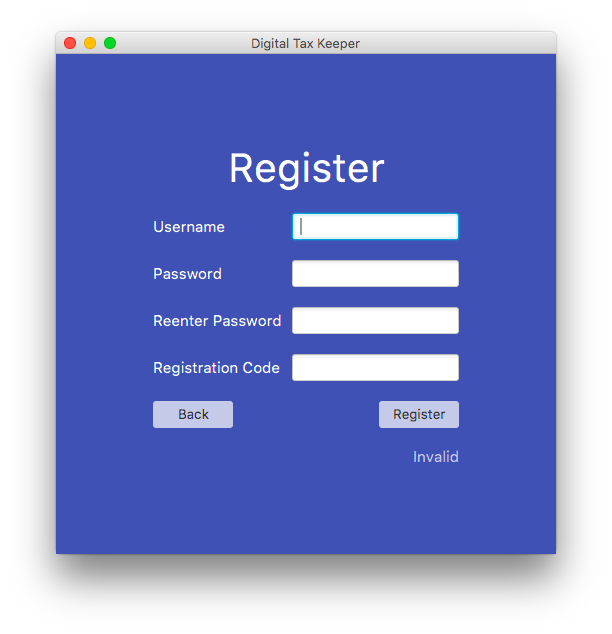 Digital Tax Keeper
Register
Username
Password
Reenter Password
Registration Code
Back Register
Invalid